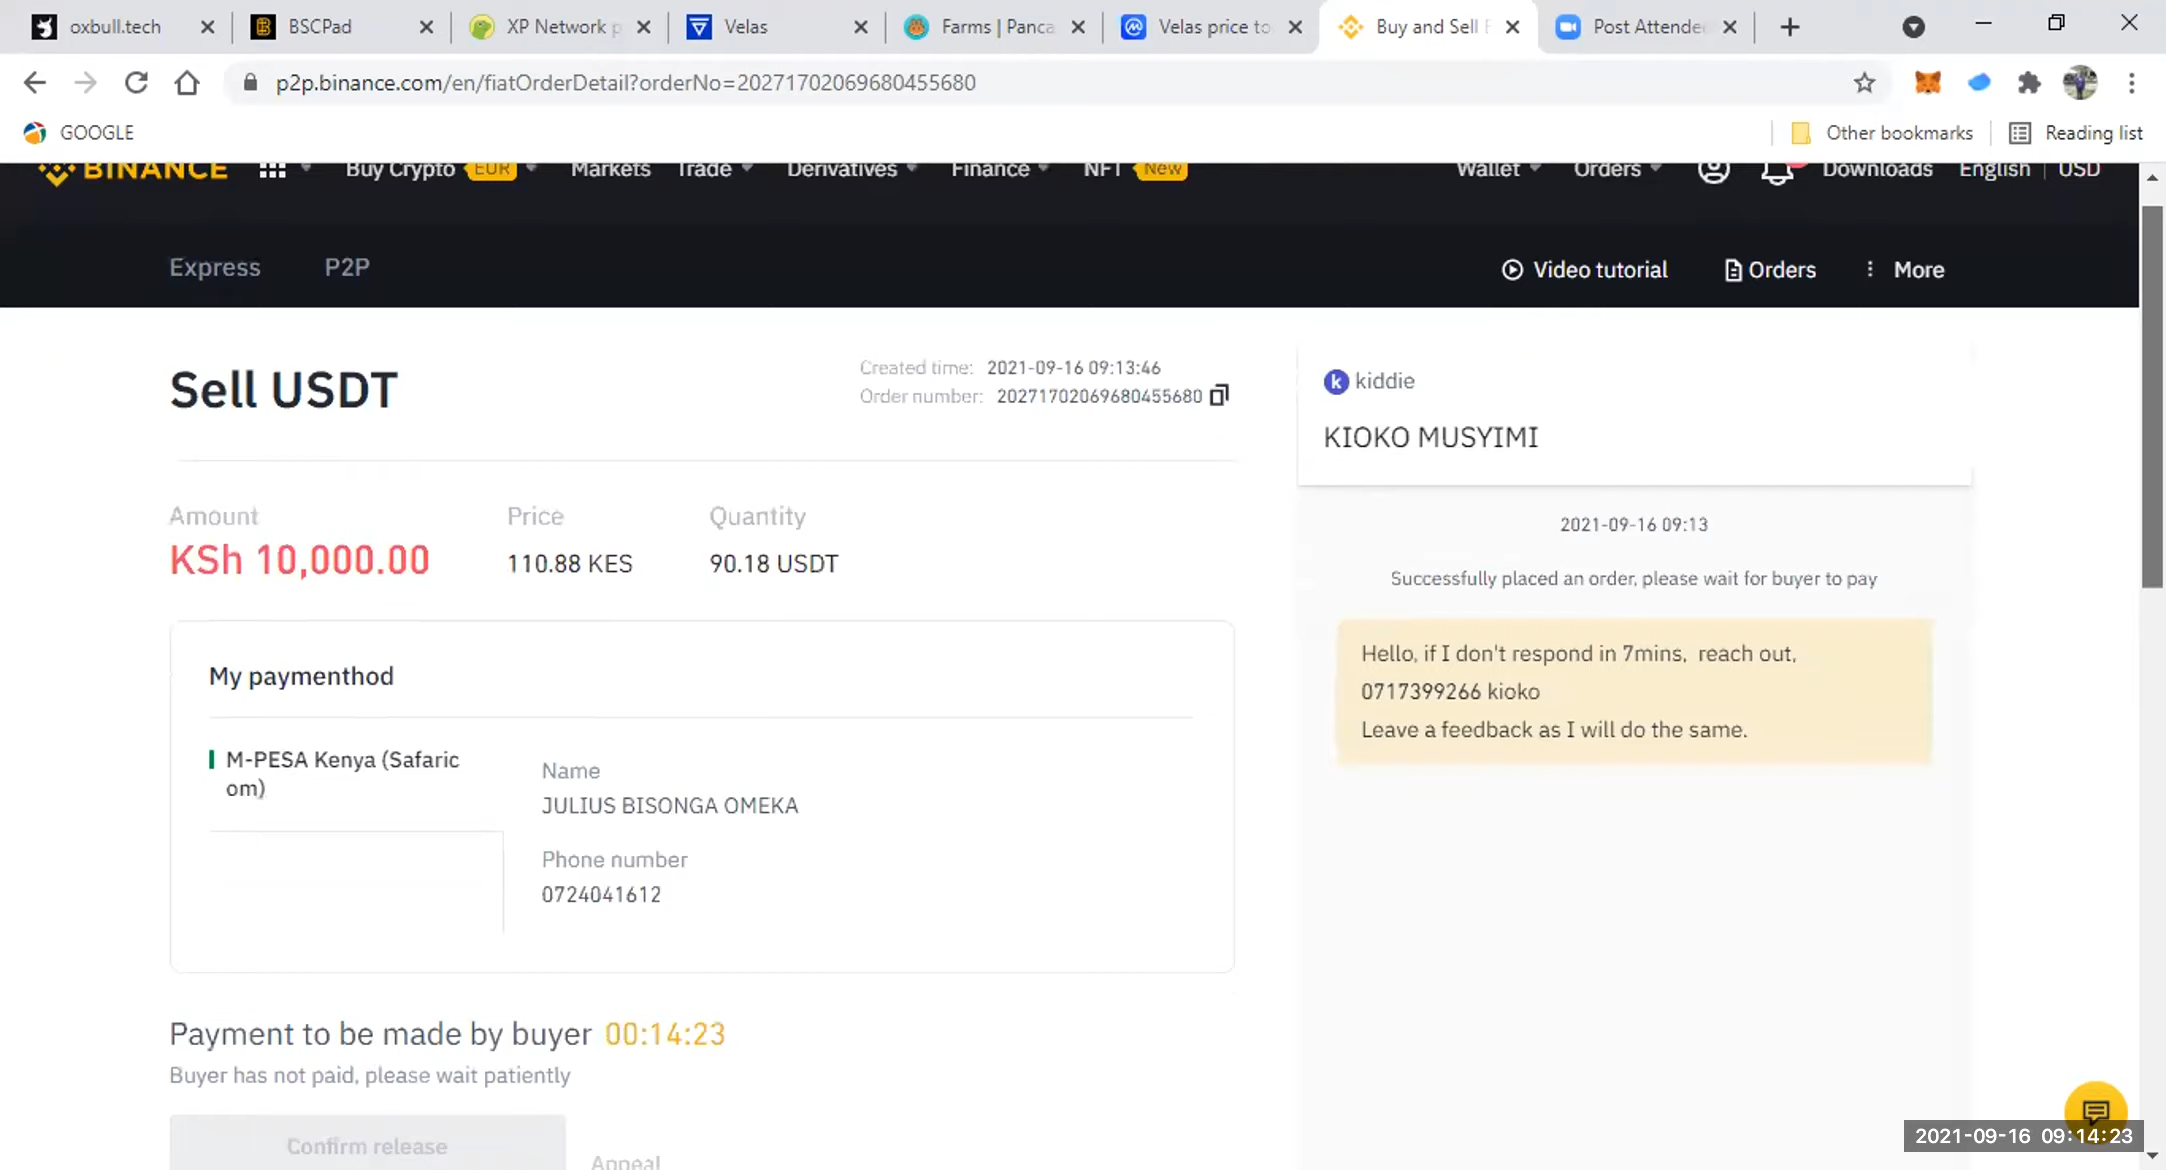 oxbull.tech
BSCPad
XP Network p
Velas
Farms | Panca
Velas price to
Buy and Sell
Post Attende
p2p.binance.com/en/fiatOrderDetail?orderNo=20271702069680455680
GOOGLE
Other bookmarks
Reading list
BINANCE
Buy Crypto EUR
Markets
Trade
Derivatives
Finance
NFT New
Wallet
Orders
Downloads
English | USD
Express
P2P
Video tutorial
Orders
More
Sell USDT
Created time: 2021-09-16 09:13:46
Order number: 20271702069680455680
k kiddie
KIOKO MUSYIMI
Amount
KSh 10,000.00
Price
110.88 KES
Quantity
90.18 USDT
2021-09-16 09:13
Successfully placed an order, please wait for buyer to pay
Hello, if I don't respond in 7mins, reach out,
0717399266 kioko
Leave a feedback as I will do the same.
My paymenthod
M-PESA Kenya (Safaric
om)
Name
JULIUS BISONGA OMEKA
Phone number
0724041612
Payment to be made by buyer 00:14:23
Buyer has not paid, please wait patiently
Confirm release
Appeal
2021-09-16 09:14:23